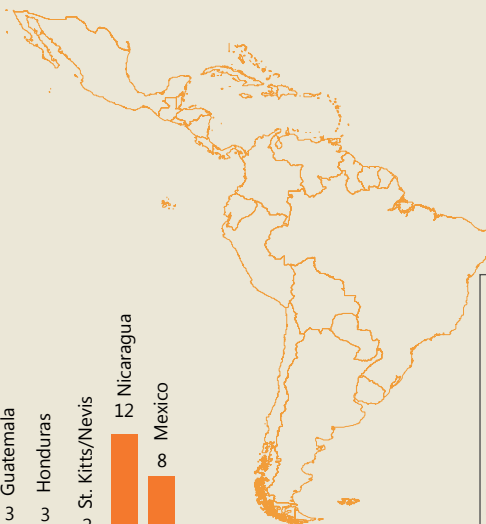 Guatemala
3
Honduras
3
St. Kitts/Nevis
Nicaragua
12
Mexico
8